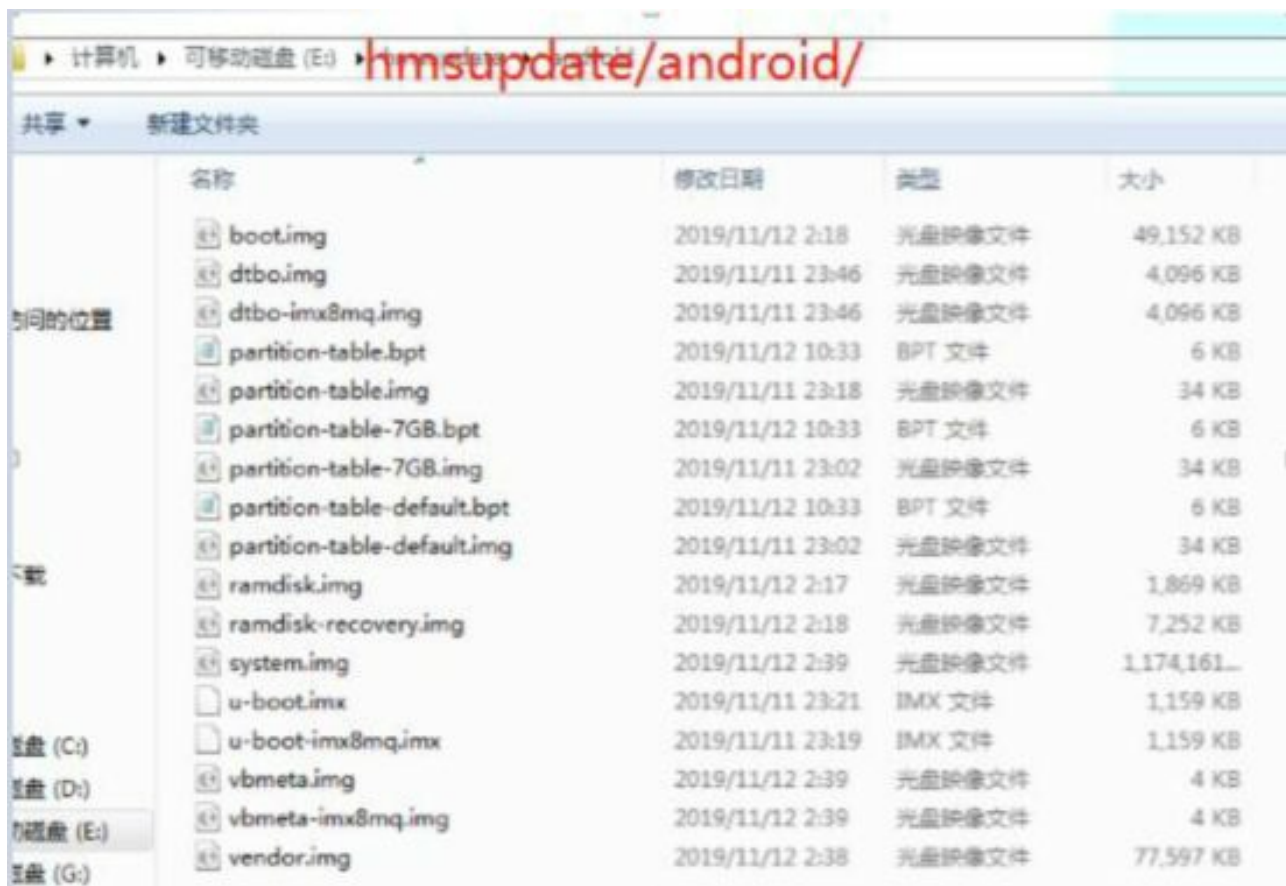 计算机 ▸ 可移动磁盘 (E:) ▸ hmsupdate ▸ android
hmsupdate/android/
共享 新建文件夹
名称 修改日期 类型 大小
boot.img 2019/11/12 2:18 光盘映像文件 49,152 KB
dtbo.img 2019/11/11 23:46 光盘映像文件 4,096 KB
dtbo-imx8mq.img 2019/11/11 23:46 光盘映像文件 4,096 KB
访问的位置
partition-table.bpt 2019/11/12 10:33 BPT 文件 6 KB
partition-table.img 2019/11/11 23:18 光盘映像文件 34 KB
partition-table-7GB.bpt 2019/11/12 10:33 BPT 文件 6 KB
partition-table-7GB.img 2019/11/11 23:02 光盘映像文件 34 KB
partition-table-default.bpt 2019/11/12 10:33 BPT 文件 6 KB
partition-table-default.img 2019/11/11 23:02 光盘映像文件 34 KB
下载
ramdisk.img 2019/11/12 2:17 光盘映像文件 1,869 KB
ramdisk-recovery.img 2019/11/12 2:18 光盘映像文件 7,252 KB
system.img 2019/11/12 2:39 光盘映像文件 1,174,161...
u-boot.imx 2019/11/11 23:21 IMX 文件 1,159 KB
u-boot-imx8mq.imx 2019/11/11 23:19 IMX 文件 1,159 KB
磁盘 (C:)
vbmeta.img 2019/11/12 2:39 光盘映像文件 4 KB
磁盘 (D:)
vbmeta-imx8mq.img 2019/11/12 2:39 光盘映像文件 4 KB
动磁盘 (E:)
vendor.img 2019/11/12 2:38 光盘映像文件 77,597 KB
磁盘 (G:)